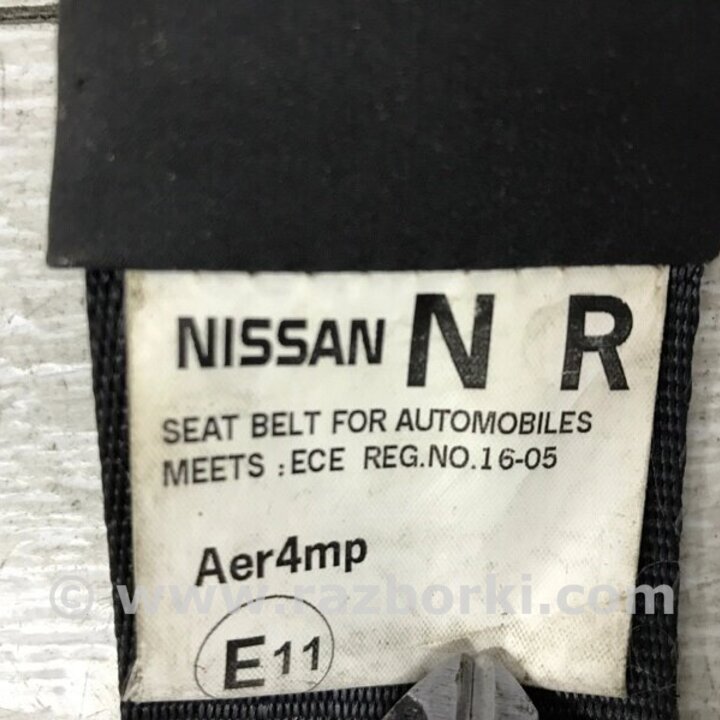 NISSAN N R
SEAT BELT FOR AUTOMOBILES
MEETS : ECE REG.NO.16-05
Aer4mp
© www.razborki.com
E11